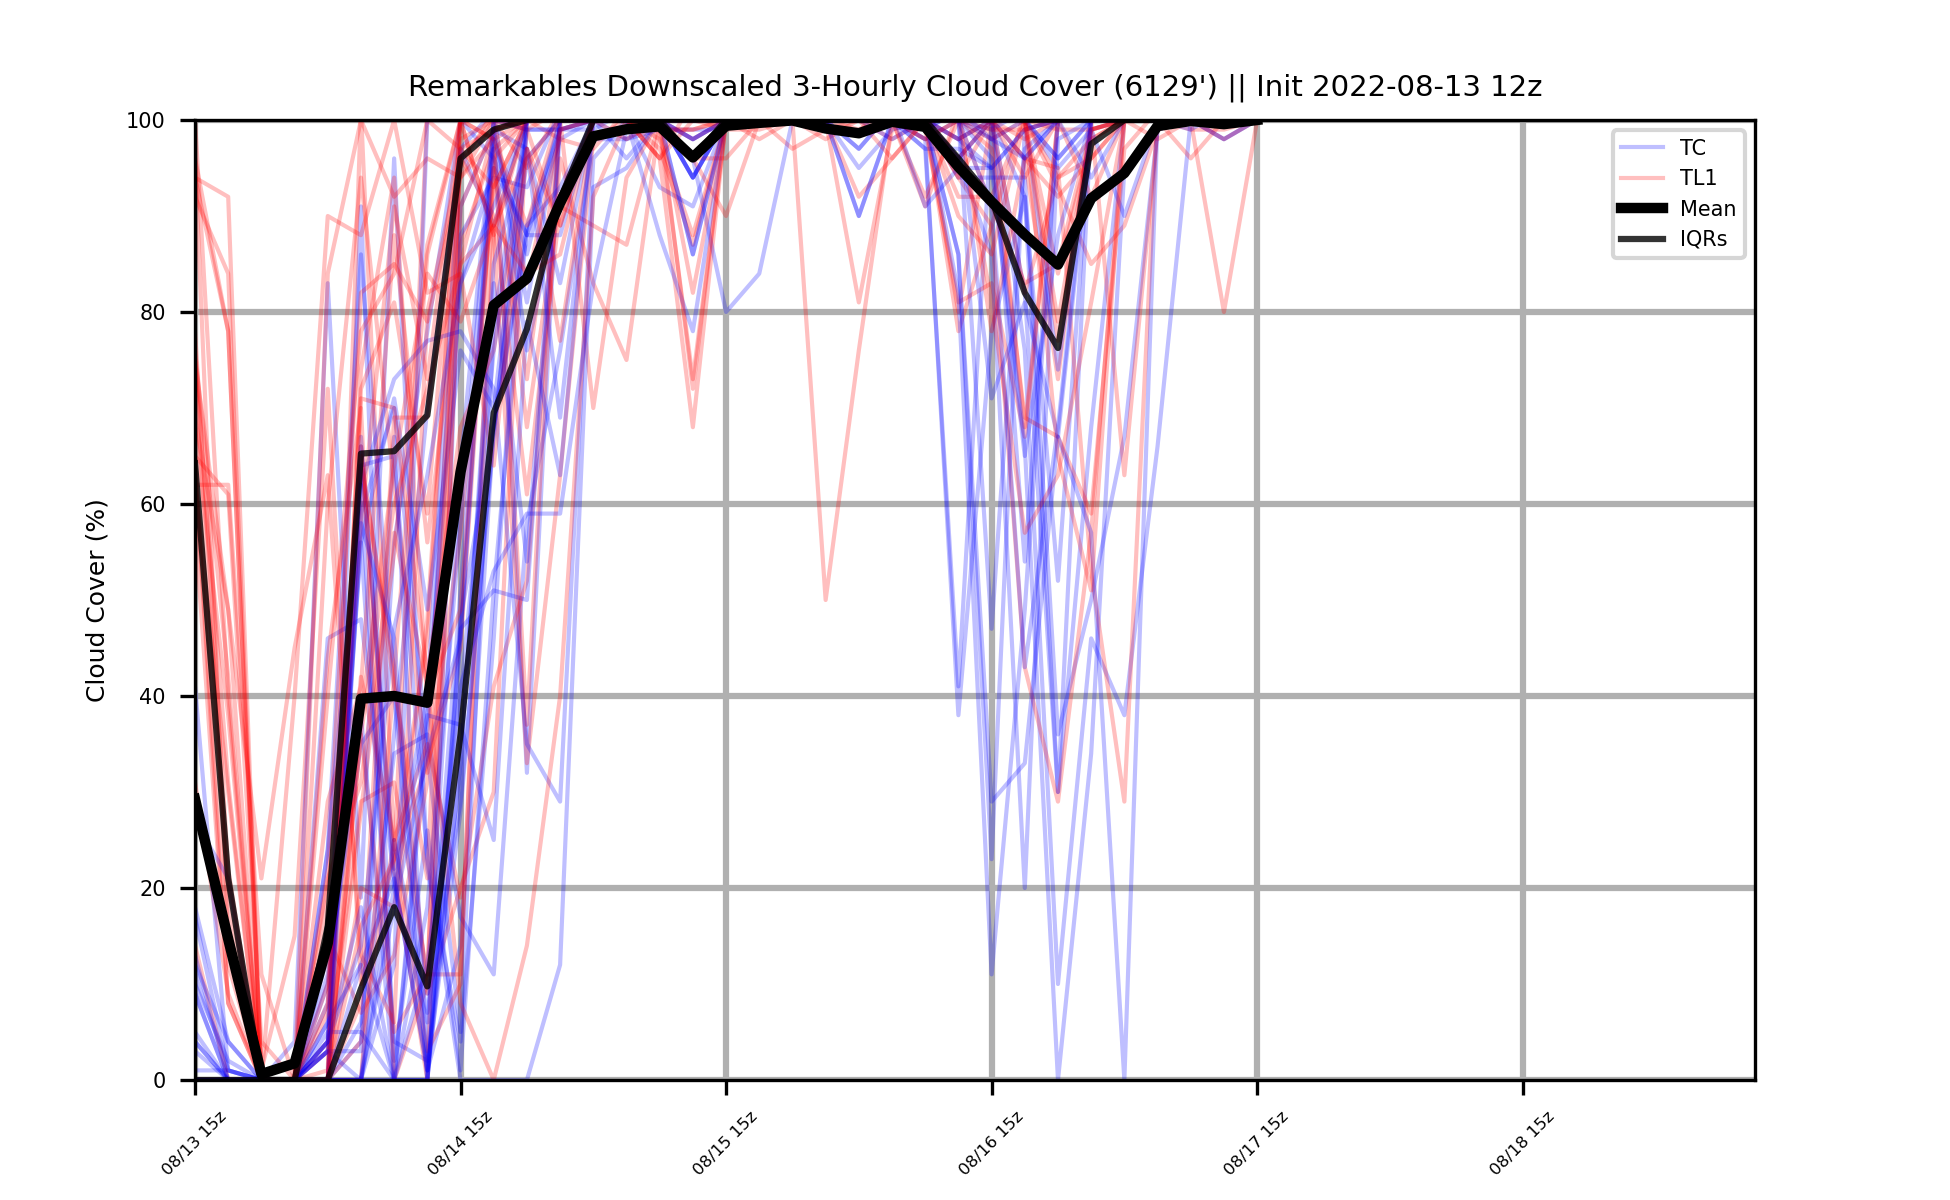 Remarkables Downscaled 3-Hourly Cloud Cover (6129') || Init 2022-08-13 12z
TC
TL1
Mean
IQRs
Cloud Cover (%)
100
80
60
40
20
0
08/13 15z
08/14 15z
08/15 15z
08/16 15z
08/17 15z
08/18 15z